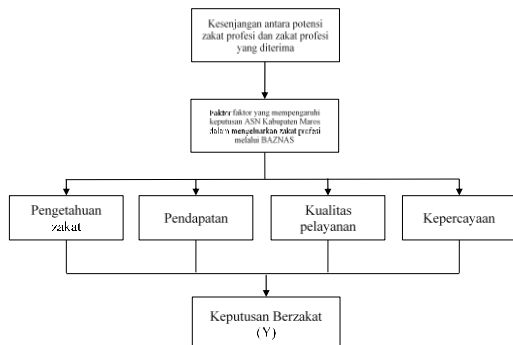 Kesenjangan antara potensi
zakat profesi dan zakat profesi
yang diterima
Faktor faktor yang mempengaruhi
keputusan ASN Kabupaten Maros
dalam mengeluarkan zakat profesi
melalui BAZNAS
Pengetahuan
zakat
Pendapatan
Kualitas
pelayanan
Kepercayaan
Keputusan Berzakat
(Y)